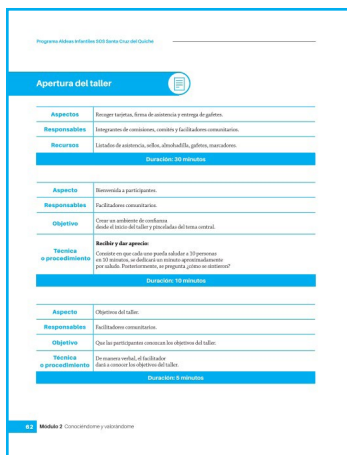 Programa Aldeas Infantiles SOS Santa Cruz del Quiché
Apertura del taller
Aspectos
Recoger tarjetas, firma de asistencia y entrega de gafetes.
Responsables
Integrantes de comisiones, comités y facilitadores comunitarios.
Recursos
Listados de asistencia, sellos, almohadilla, gafetes, marcadores.
Duración: 30 minutos
Aspecto
Bienvenida a participantes.
Responsables
Facilitadores comunitarios.
Objetivo
Crear un ambiente de confianza
desde el inicio del taller y pinceladas del tema central.
Técnica
o procedimiento
Recibir y dar aprecio:
Consiste en que cada uno pueda saludar a 10 personas
en 10 minutos, se dedicará un minuto aproximadamente
por saludo. Posteriormente, se pregunta ¿cómo se sintieron?
Duración: 10 minutos
Aspecto
Objetivos del taller.
Responsables
Facilitadores comunitarios.
Objetivo
Que las participantes conozcan los objetivos del taller.
Técnica
o procedimiento
De manera verbal, el facilitador
dará a conocer los objetivos del taller.
Duración: 5 minutos
62 Módulo 2 Conociéndome y valorándome